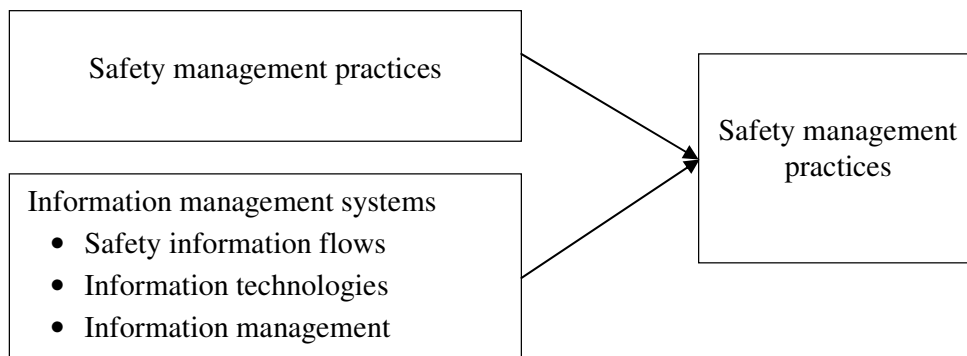 Safety management practices
Information management systems
• Safety information flows
• Information technologies
• Information management
Safety management
practices